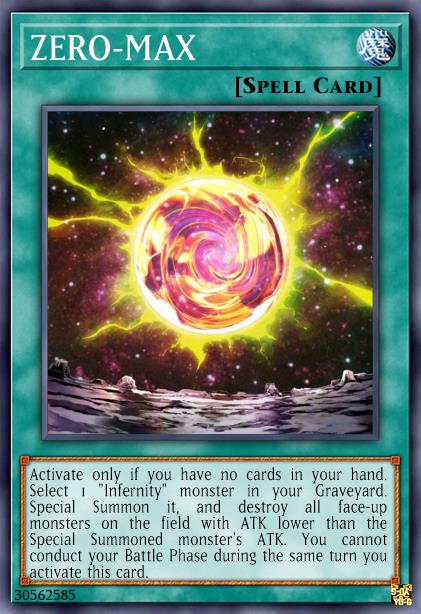 ZERO-MAX
魔
[SPELL CARD]
Activate only if you have no cards in your hand.
Select 1 "Infernity" monster in your Graveyard.
Special Summon it, and destroy all face-up
monsters on the field with ATK lower than the
Special Summoned monster's ATK. You cannot
conduct your Battle Phase during the same turn you
activate this card.
30562585